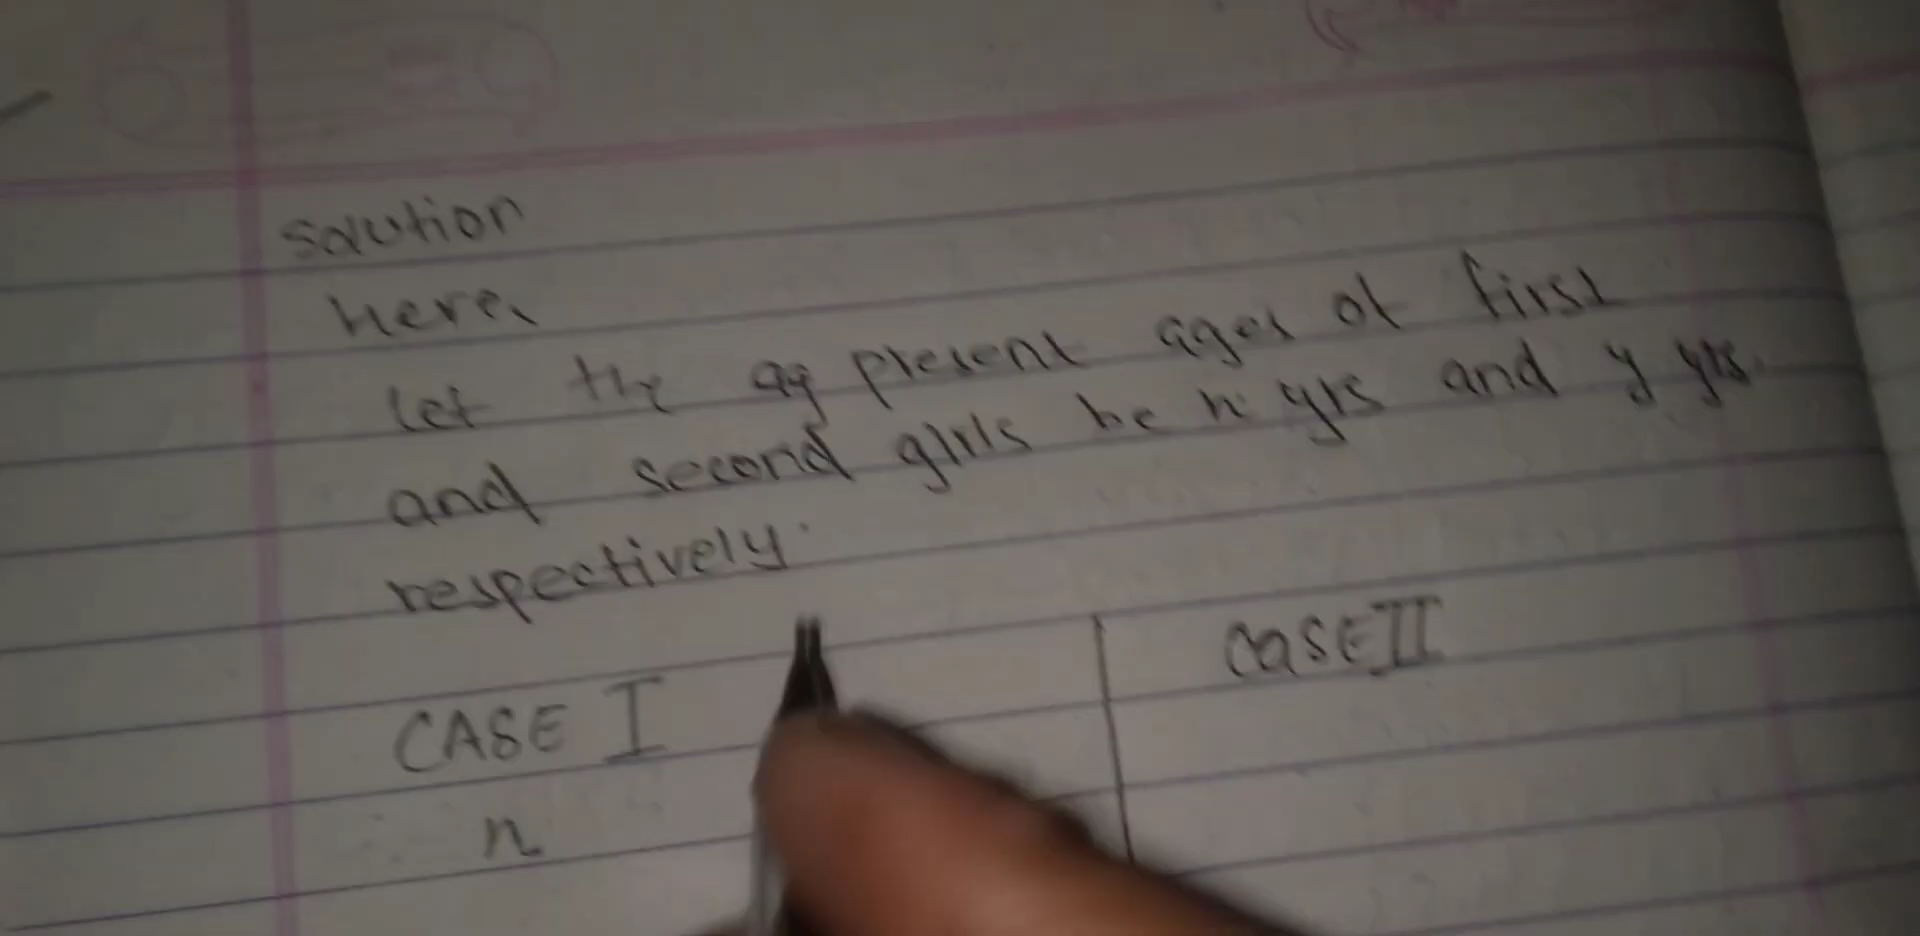 solution
here,
Let the ag present ages of first
and second girls be x yrs and y yrs.
respectively.
CASE I
CASE II
x